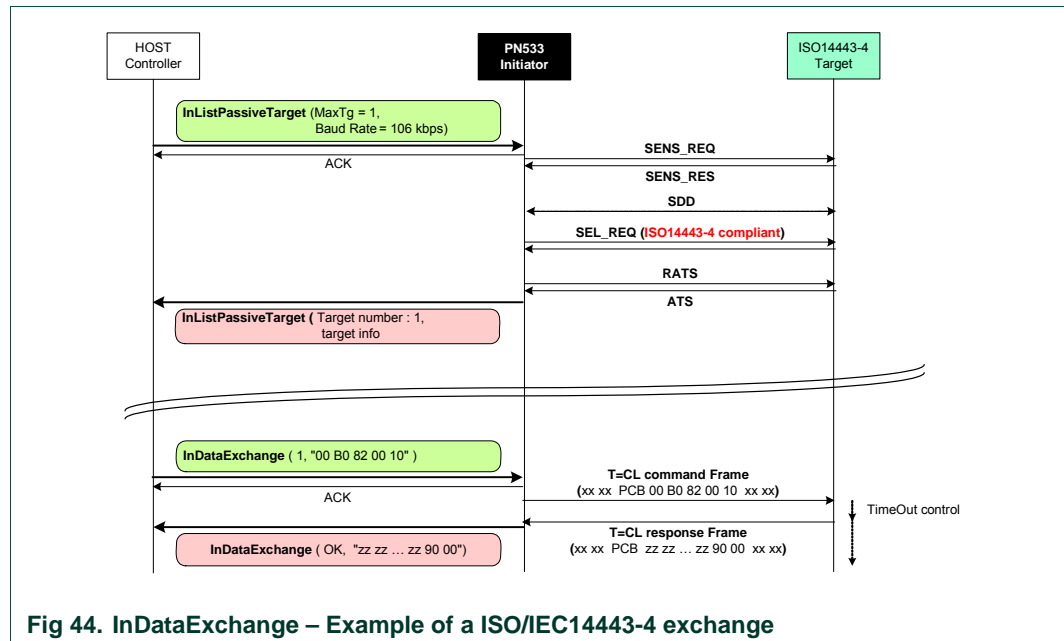 HOST
Controller
PN533
Initiator
ISO14443-4
Target
InListPassiveTarget (MaxTg = 1,
Baud Rate = 106 kbps)
ACK
SENS_REQ
SENS_RES
SDD
SEL_REQ (ISO14443-4 compliant)
RATS
ATS
InListPassiveTarget ( Target number : 1,
target info
InDataExchange ( 1, "00 B0 82 00 10" )
ACK
T=CL command Frame
(xx xx PCB 00 B0 82 00 10 xx xx)
TimeOut control
T=CL response Frame
(xx xx PCB zz zz ... zz 90 00 xx xx)
InDataExchange ( OK, "zz zz ... zz 90 00")
Fig 44. InDataExchange – Example of a ISO/IEC14443-4 exchange